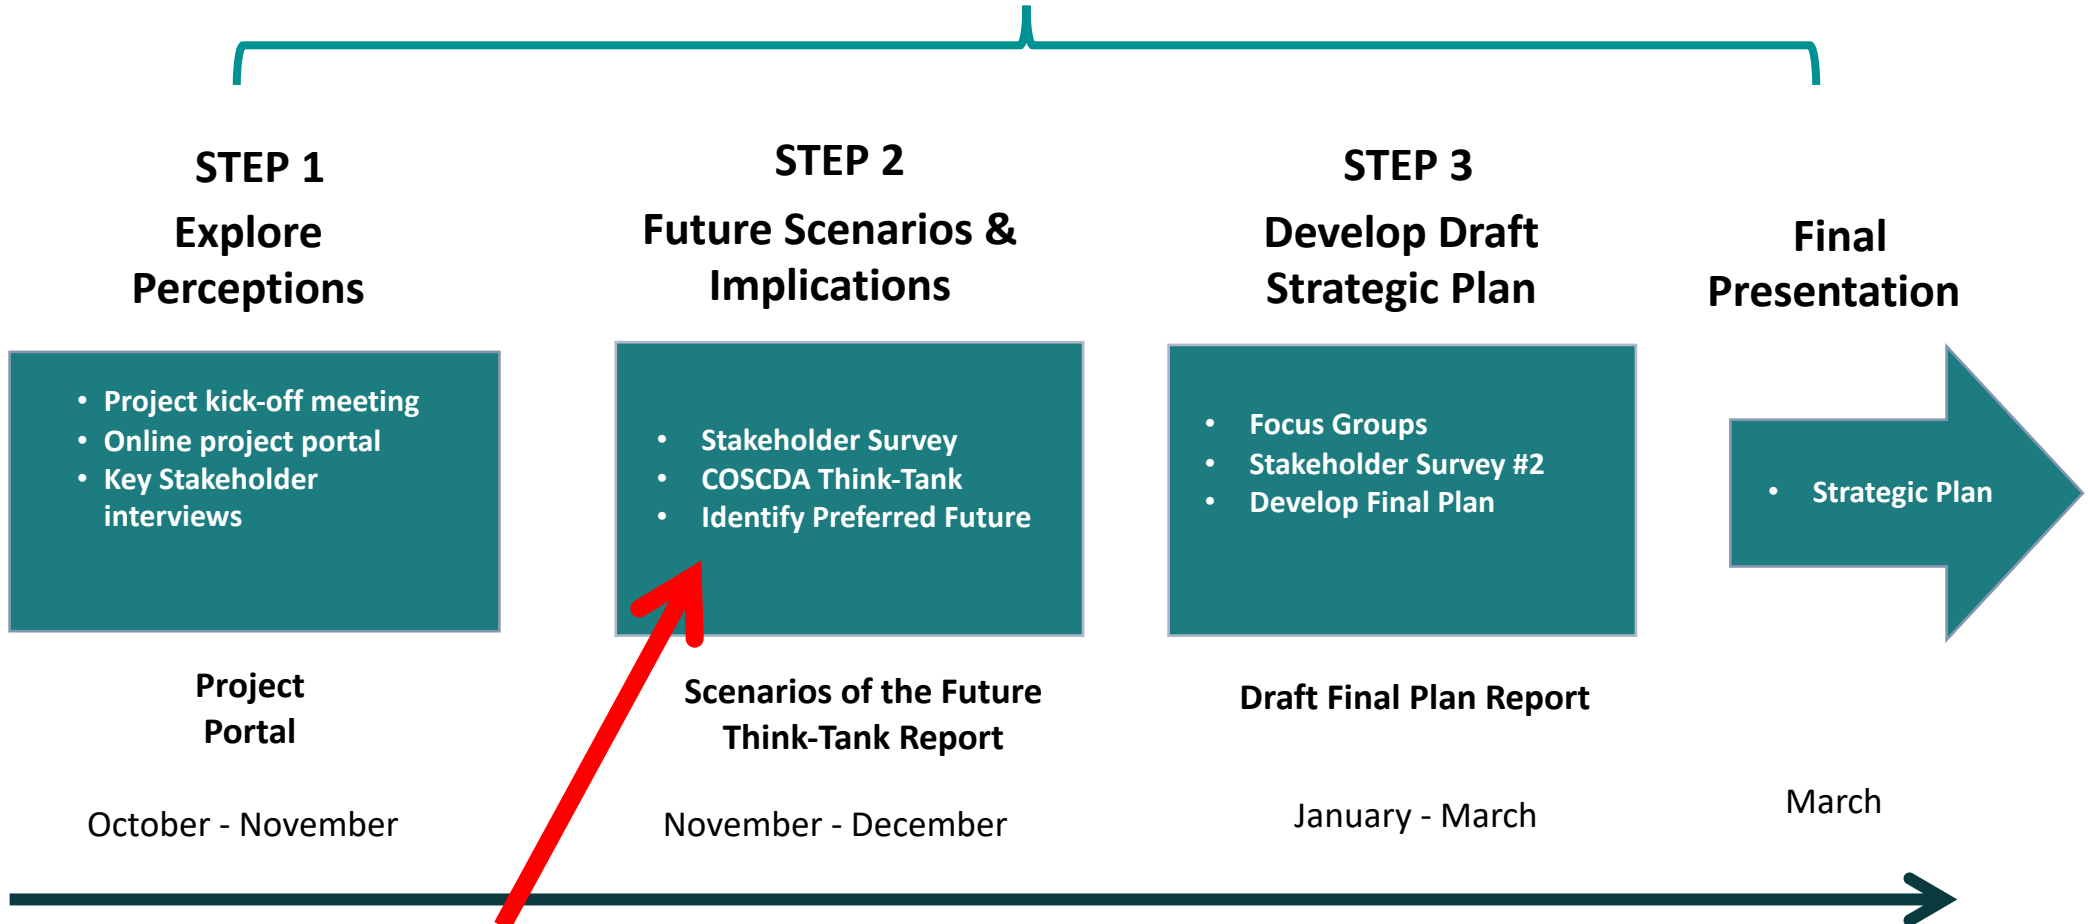 STEP 1
Explore
Perceptions
• Project kick-off meeting
• Online project portal
• Key Stakeholder
interviews
Project
Portal
October - November
STEP 2
Future Scenarios &
Implications
• Stakeholder Survey
• COSCDA Think-Tank
• Identify Preferred Future
Scenarios of the Future
Think-Tank Report
November - December
STEP 3
Develop Draft
Strategic Plan
• Focus Groups
• Stakeholder Survey #2
• Develop Final Plan
Draft Final Plan Report
January - March
Final
Presentation
• Strategic Plan
March